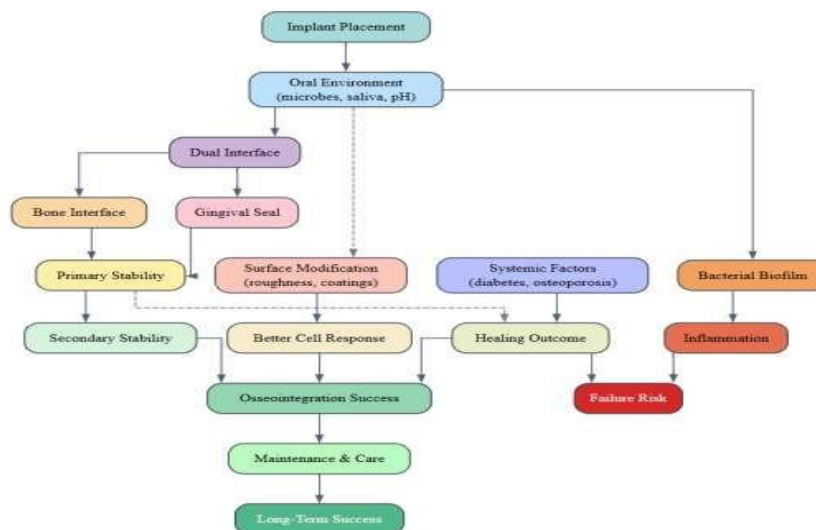 Implant Placement
Oral Environment
(microbes, saliva, pH)
Dual Interface
Bone Interface
Gingival Seal
Primary Stability
Surface Modification
(roughness, coatings)
Systemic Factors
(diabetes, osteoporosis)
Bacterial Biofilm
Secondary Stability
Better Cell Response
Healing Outcome
Inflammation
Osseointegration Success
Failure Risk
Maintenance & Care
Long-Term Success